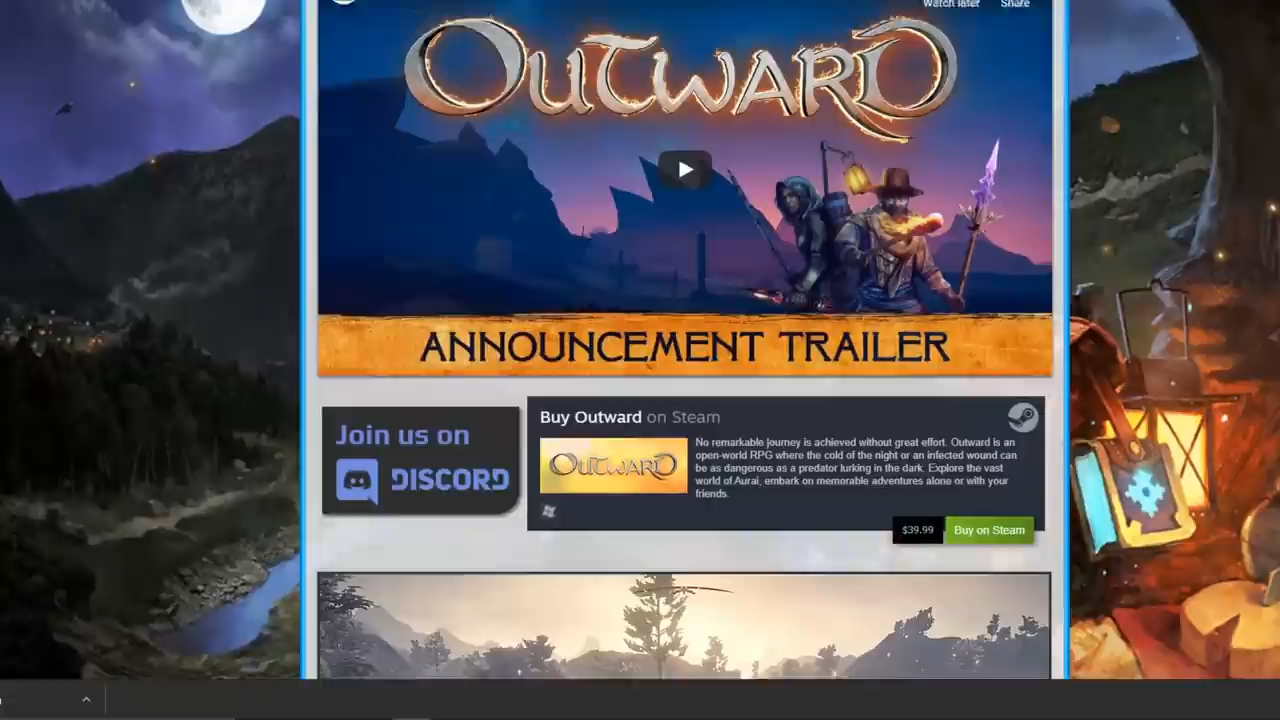 Watch later Share
OUTWARD
ANNOUNCEMENT TRAILER
Join us on
DISCORD
Buy Outward on Steam
OUTWARD
No remarkable journey is achieved without great effort. Outward is an
open-world RPG where the cold of the night or an infected wound can
be as dangerous as a predator lurking in the dark. Explore the vast
world of Aurai, embark on memorable adventures alone or with your
friends.
$39.99 Buy on Steam